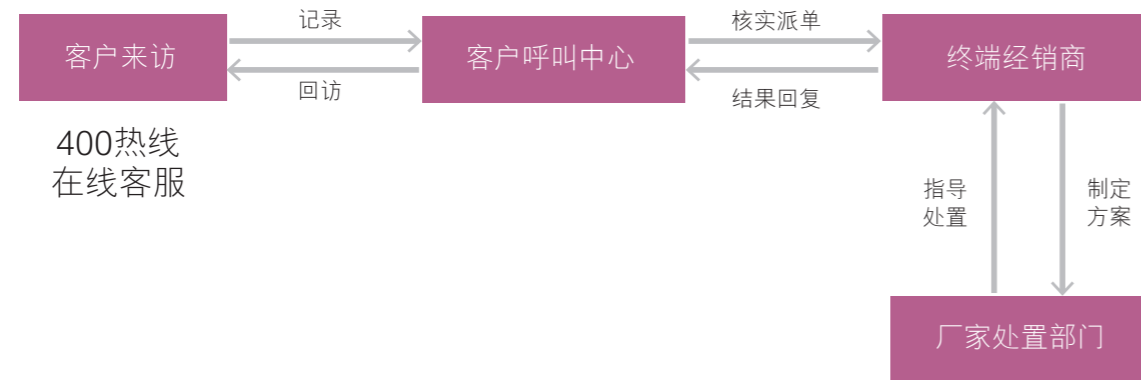 记录
核实派单
客户来访
客户呼叫中心
终端经销商
回访
结果回复
400热线
在线客服
指导
处置
制定
方案
厂家处置部门